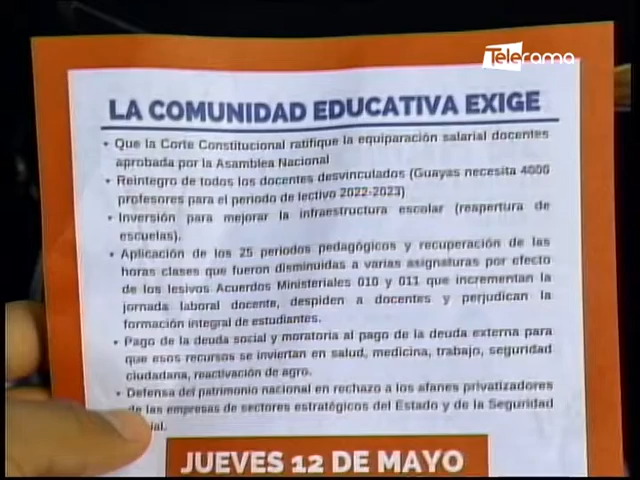 Telecrama
LA COMUNIDAD EDUCATIVA EXIGE
• Que la Corte Constitucional ratifique la equiparación salarial docentes
aprobada por la Asamblea Nacional
• Reintegro de todos los docentes desvinculados (Guayas necesita 4000
profesores para el periodo de lectivo 2022-2023)
• Inversión para mejorar la infraestructura escolar (reapertura de
escuelas).
• Aplicación de los 25 periodos pedagógicos y recuperación de las
horas clases que fueron disminuidas a varias asignaturas por efecto
de los lesivos Acuerdos Ministeriales 010 y 011 que incrementan la
jornada laboral docente, despiden a docentes y perjudican la
formación integral de estudiantes.
• Pago de la deuda social y moratoria al pago de la deuda externa para
que esos recursos se inviertan en salud, medicina, trabajo, seguridad
ciudadana, reactivación de agro.
• Defensa del patrimonio nacional en rechazo a los afanes privatizadores
de las empresas de sectores estratégicos del Estado y de la Seguridad
JUEVES 12 DE MAYO